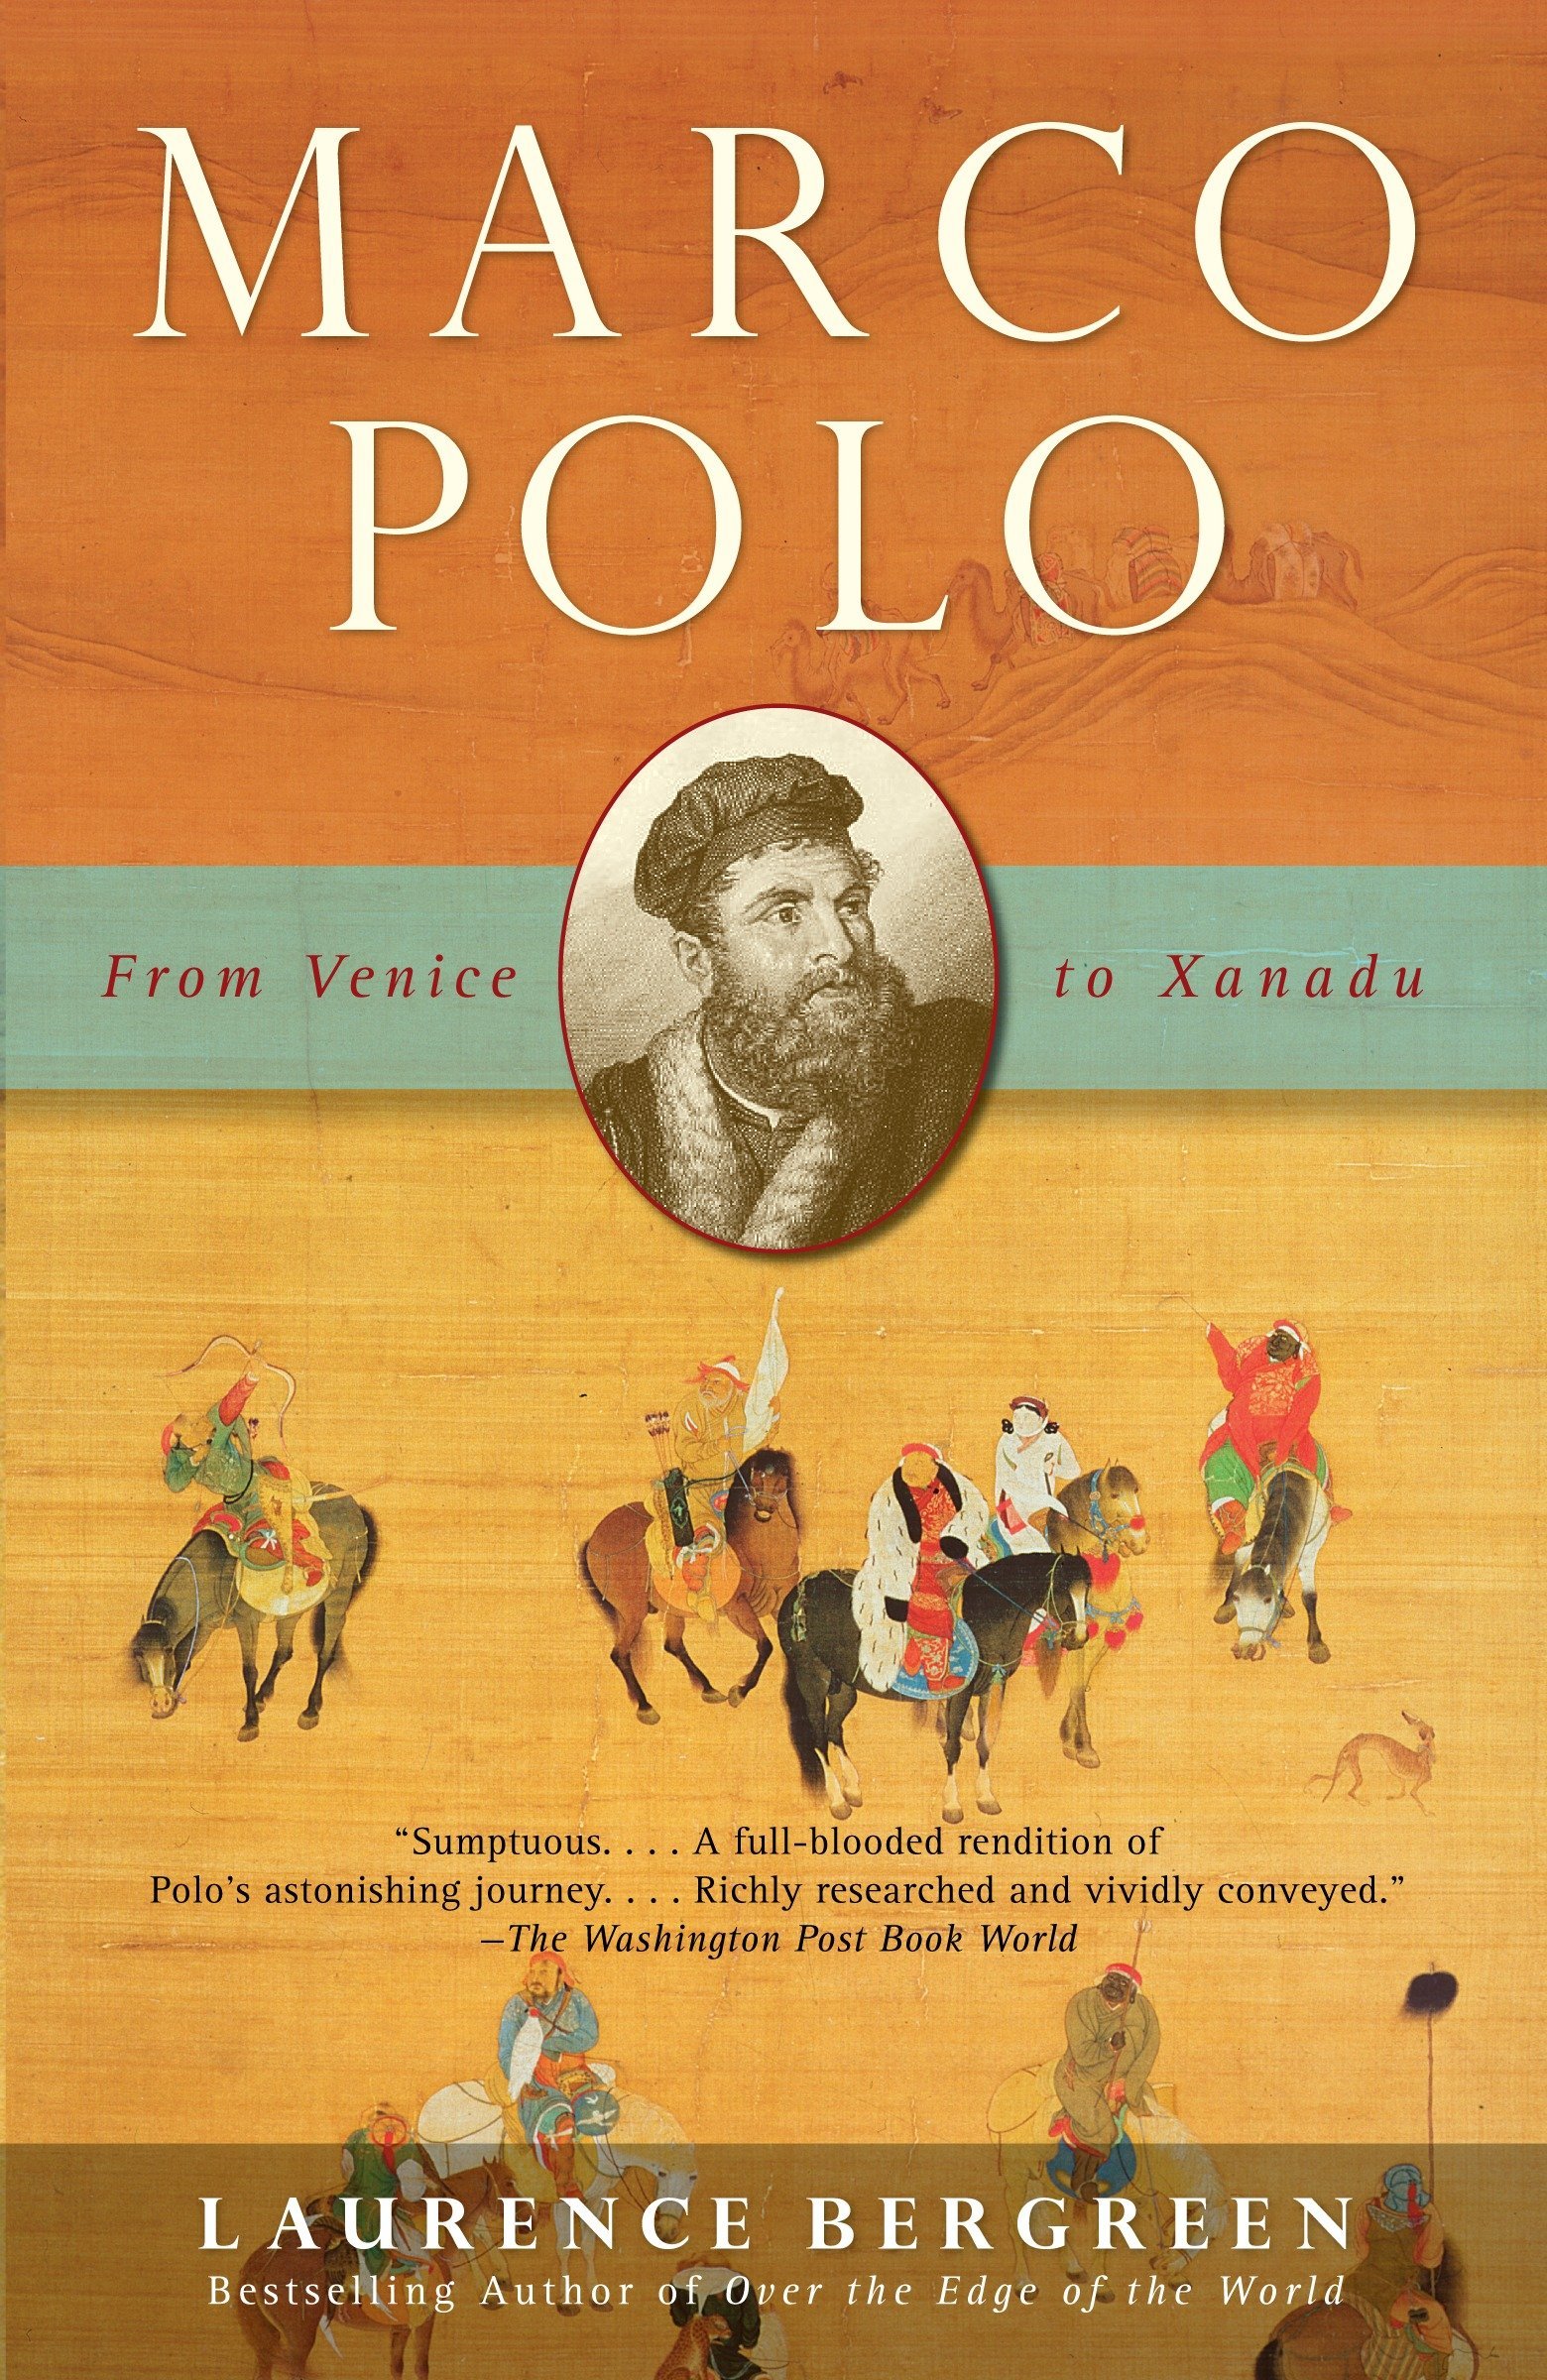 MARCO
POLO
From Venice to Xanadu
“Sumptuous. . . . A full-blooded rendition of
Polo’s astonishing journey. . . . Richly researched and vividly conveyed.”
—The Washington Post Book World
LAURENCE BERGREEN
Bestselling Author of Over the Edge of the World